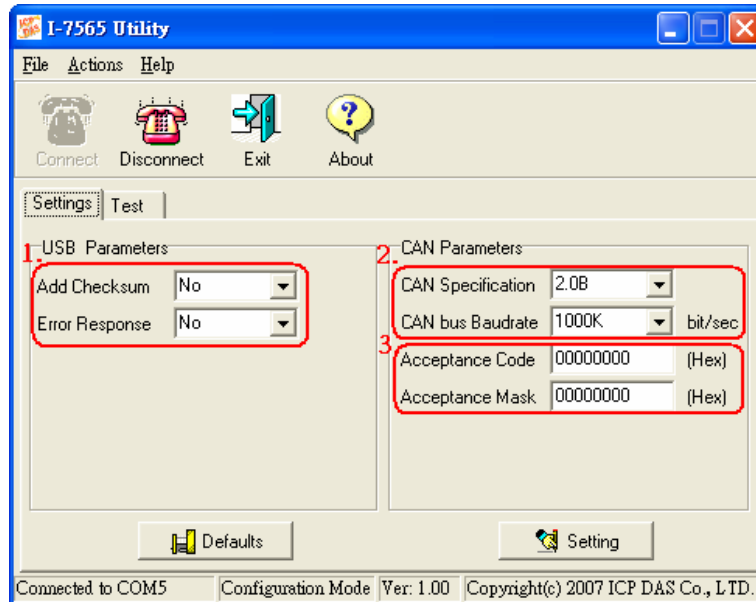 ICP DAS
I-7565 Utility
File Actions Help
Connect Disconnect Exit About
Settings Test
1. USB Parameters
Add Checksum No
Error Response No
2. CAN Parameters
CAN Specification 2.0B
CAN bus Baudrate 1000K bit/sec
3.
Acceptance Code 00000000 (Hex)
Acceptance Mask 00000000 (Hex)
Defaults Setting
Connected to COM5 Configuration Mode Ver: 1.00 Copyright(c) 2007 ICP DAS Co., LTD.